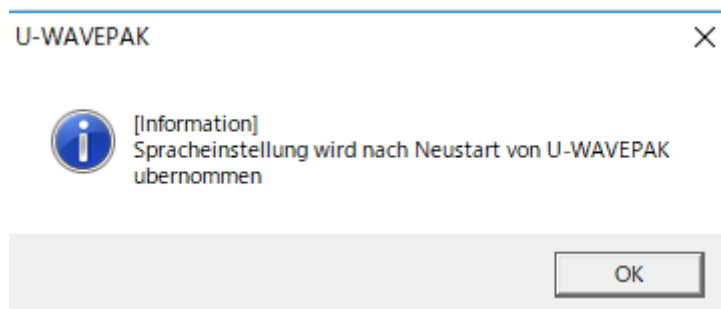 U-WAVEPAK
[Information]
Spracheinstellung wird nach Neustart von U-WAVEPAK
ubernommen
OK